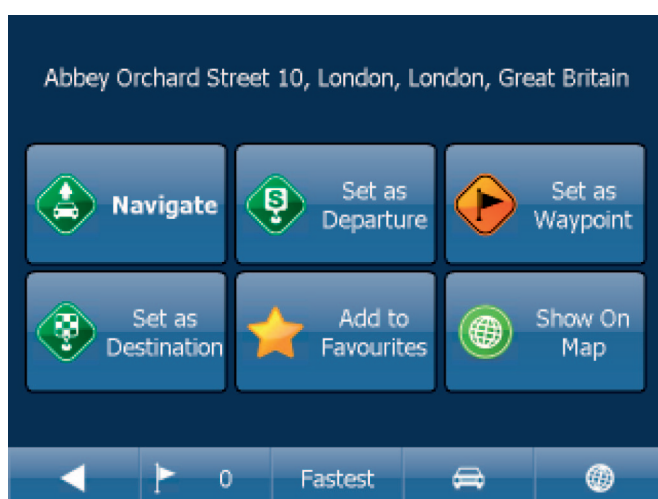 Abbey Orchard Street 10, London, London, Great Britain
Navigate
Set as
Departure
Set as
Waypoint
Set as
Destination
Add to
Favourites
Show On
Map
0
Fastest